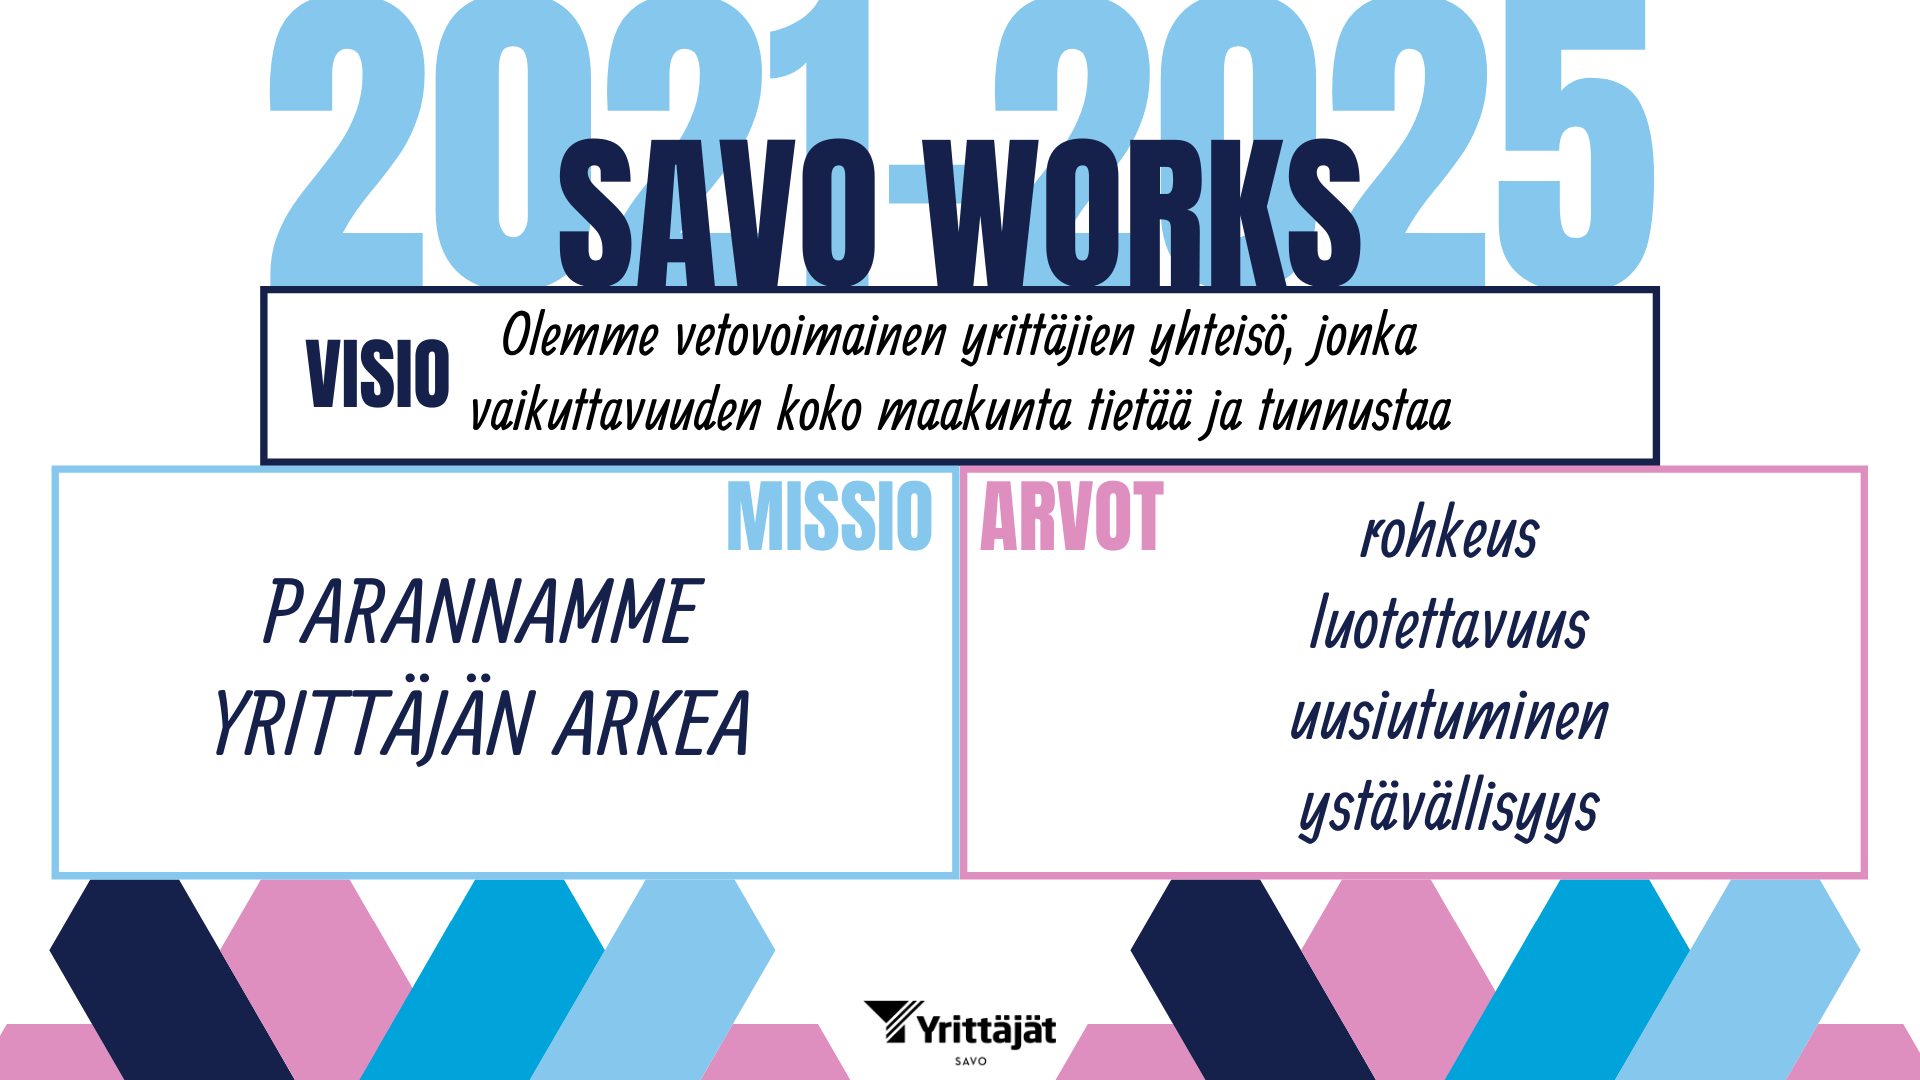 2021-2025
SAVO WORKS
VISIO
Olemme vetovoimainen yrittäjien yhteisö, jonka
vaikuttavuuden koko maakunta tietää ja tunnustaa
MISSIO
PARANNAMME
YRITTÄJÄN ARKEA
ARVOT
rohkeus
luotettavuus
uusiutuminen
ystävällisyys
Yrittäjät
SAVO